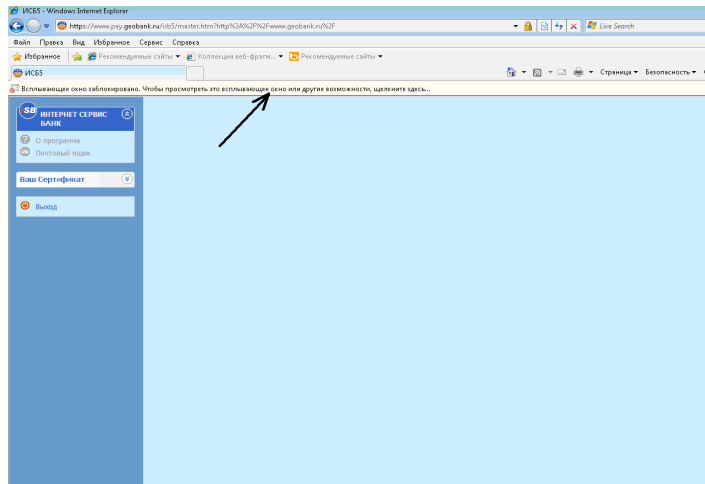 ИСБ5 - Windows Internet Explorer
https://www.pay.geobank.ru/isb5/master.htm?http%3A%2F%2Fwww.geobank.ru%2F
Live Search
Файл Правка Вид Избранное Сервис Справка
Избранное Рекомендуемые сайты Коллекция веб-фрагм... Рекомендуемые сайты
ИСБ5
Страница Безопасность
Всплывающее окно заблокировано. Чтобы просмотреть это всплывающее окно или другие возможности, щелкните здесь...
SB ИНТЕРНЕТ СЕРВИС
БАНК
О программе
Почтовый ящик
Ваш Сертификат
Выход